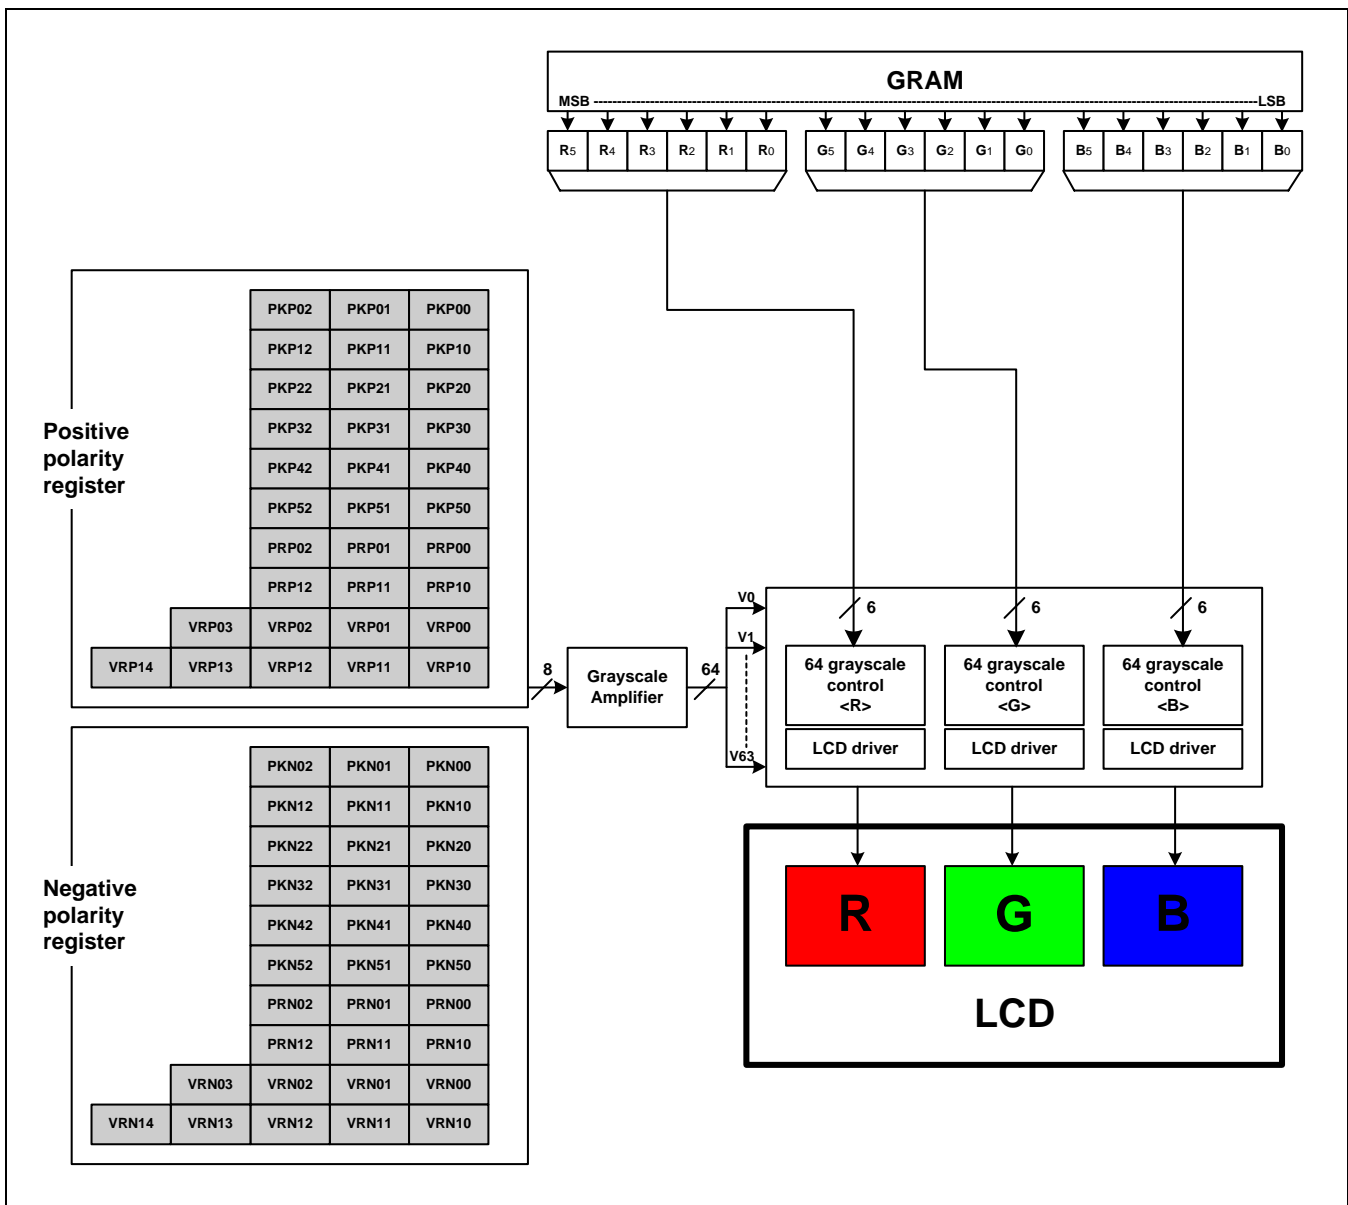 GRAM
MSB LSB
R5 R4 R3 R2 R1 R0 G5 G4 G3 G2 G1 G0 B5 B4 B3 B2 B1 B0
Positive
polarity
register
PKP02 PKP01 PKP00
PKP12 PKP11 PKP10
PKP22 PKP21 PKP20
PKP32 PKP31 PKP30
PKP42 PKP41 PKP40
PKP52 PKP51 PKP50
PRP02 PRP01 PRP00
PRP12 PRP11 PRP10
VRP03 VRP02 VRP01 VRP00
VRP14 VRP13 VRP12 VRP11 VRP10
8
Grayscale
Amplifier
64
V0
V1
V63
6 6 6
64 grayscale
control
<R>
LCD driver
64 grayscale
control
<G>
LCD driver
64 grayscale
control
<B>
LCD driver
Negative
polarity
register
PKN02 PKN01 PKN00
PKN12 PKN11 PKN10
PKN22 PKN21 PKN20
PKN32 PKN31 PKN30
PKN42 PKN41 PKN40
PKN52 PKN51 PKN50
PRN02 PRN01 PRN00
PRN12 PRN11 PRN10
VRN03 VRN02 VRN01 VRN00
VRN14 VRN13 VRN12 VRN11 VRN10
R G B
LCD